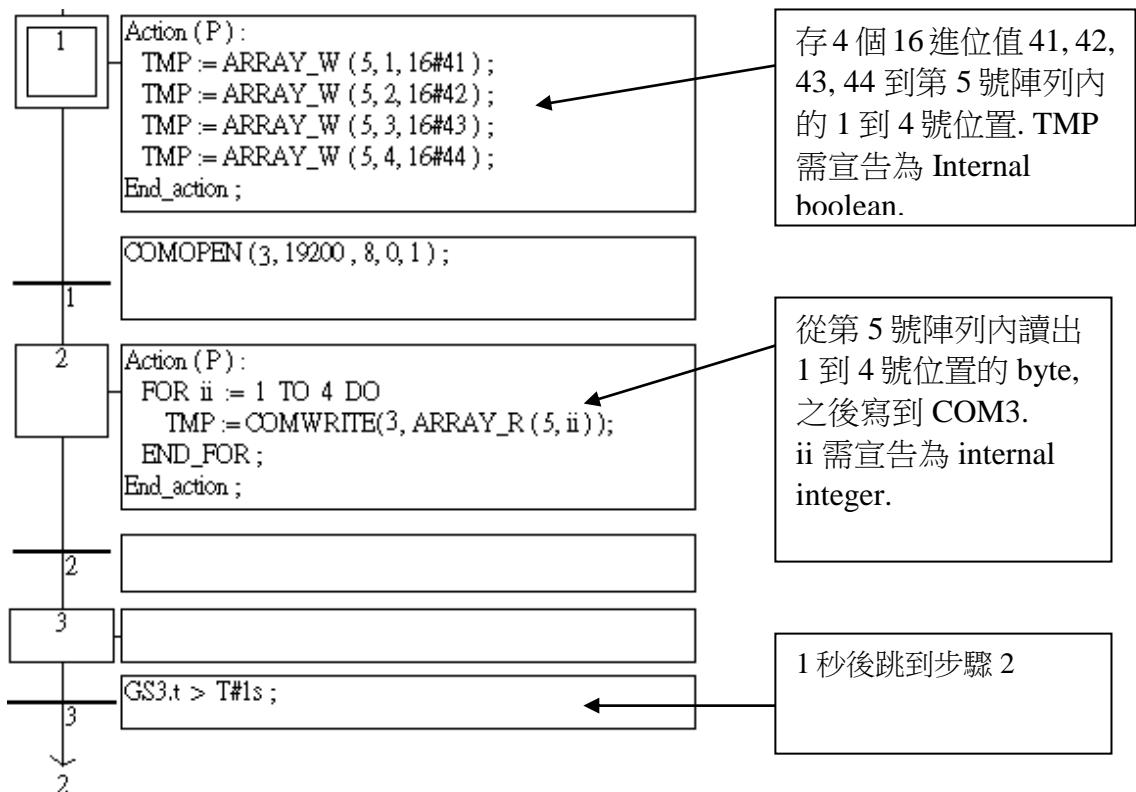 1
Action ( P ) :
TMP := ARRAY_W ( 5, 1, 16#41 ) ;
TMP := ARRAY_W ( 5, 2, 16#42 ) ;
TMP := ARRAY_W ( 5, 3, 16#43 ) ;
TMP := ARRAY_W ( 5, 4, 16#44 ) ;
End_action ;
存 4 個 16 進位值 41, 42,
43, 44 到第 5 號陣列內
的 1 到 4 號位置. TMP
需宣告為 Internal
boolean.
COMOPEN ( 3, 19200 , 8, 0, 1 ) ;
1
2
Action ( P ) :
FOR ii := 1 TO 4 DO
TMP := COMWRITE(3, ARRAY_R ( 5, ii ) );
END_FOR ;
End_action ;
從第 5 號陣列內讀出
1 到 4 號位置的 byte,
之後寫到 COM3.
ii 需宣告為 internal
integer.
2
3
GS3.t > T#1s ;
3
1 秒後跳到步驟 2
2